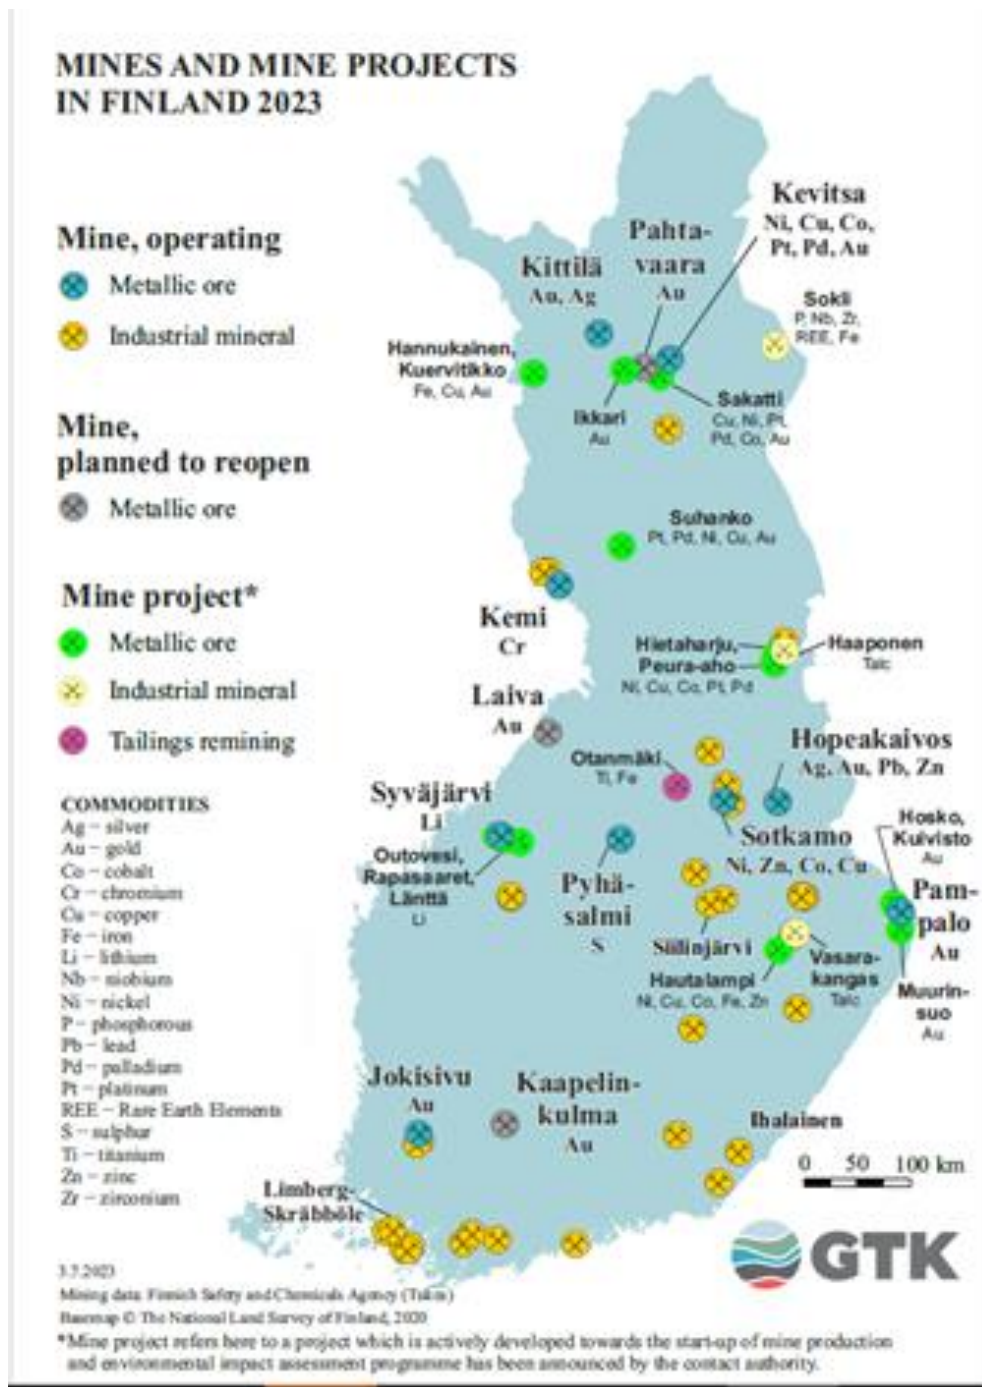 MINES AND MINE PROJECTS
IN FINLAND 2023
Mine, operating
Metallic ore
Industrial mineral
Mine,
planned to reopen
Metallic ore
Mine project*
Metallic ore
Industrial mineral
Tailings remining
COMMODITIES
Ag – silver
Au – gold
Co – cobalt
Cr – chromium
Cu – copper
Fe – iron
Li – lithium
Nb – niobium
Ni – nickel
P – phosphorous
Pb – lead
Pd – palladium
Pt – platinum
REE – Rare Earth Elements
S – sulphur
Ti – titanium
Zn – zinc
Zr – zirconium
Kevitsa
Ni, Cu, Co,
Pt, Pd, Au
Pahta-
vaara
Au
Kittilä
Au, Ag
Sokli
P, Nb, Zr,
REE, Fe
Hannukainen,
Kuervitikko
Fe, Cu, Au
Ikkari
Au
Sakatti
Cu, Ni, Pt,
Pd, Co, Au
Suhanko
Pt, Pd, Ni, Cu, Au
Kemi
Cr
Hietaharju,
Peura-aho
Ni, Cu, Co, Pt, Pd
Haaponen
Talc
Laiva
Au
Otanmäki
Ti, Fe
Hopeakaivos
Ag, Au, Pb, Zn
Syväjärvi
Li
Outovesi,
Rapasaaret,
Länttä
Li
Sotkamo
Ni, Zn, Co, Cu
Hosko,
Kuivisto
Au
Pyhä-
salmi
S
Pam-
palo
Au
Siilinjärvi
Hautalampi
Ni, Cu, Co, Fe, Zn
Vasara-
kangas
Talc
Muurin-
suo
Au
Jokisivu
Au
Kaapelin-
kulma
Au
Ihalainen
0 50 100 km
Limberg-
Skräbböle
GTK
3.7.2023
Mining data: Finnish Safety and Chemicals Agency (Tukes)
Basemap © The National Land Survey of Finland, 2020
*Mine project refers here to a project which is actively developed towards the start-up of mine production
and environmental impact assessment programme has been announced by the contact authority.